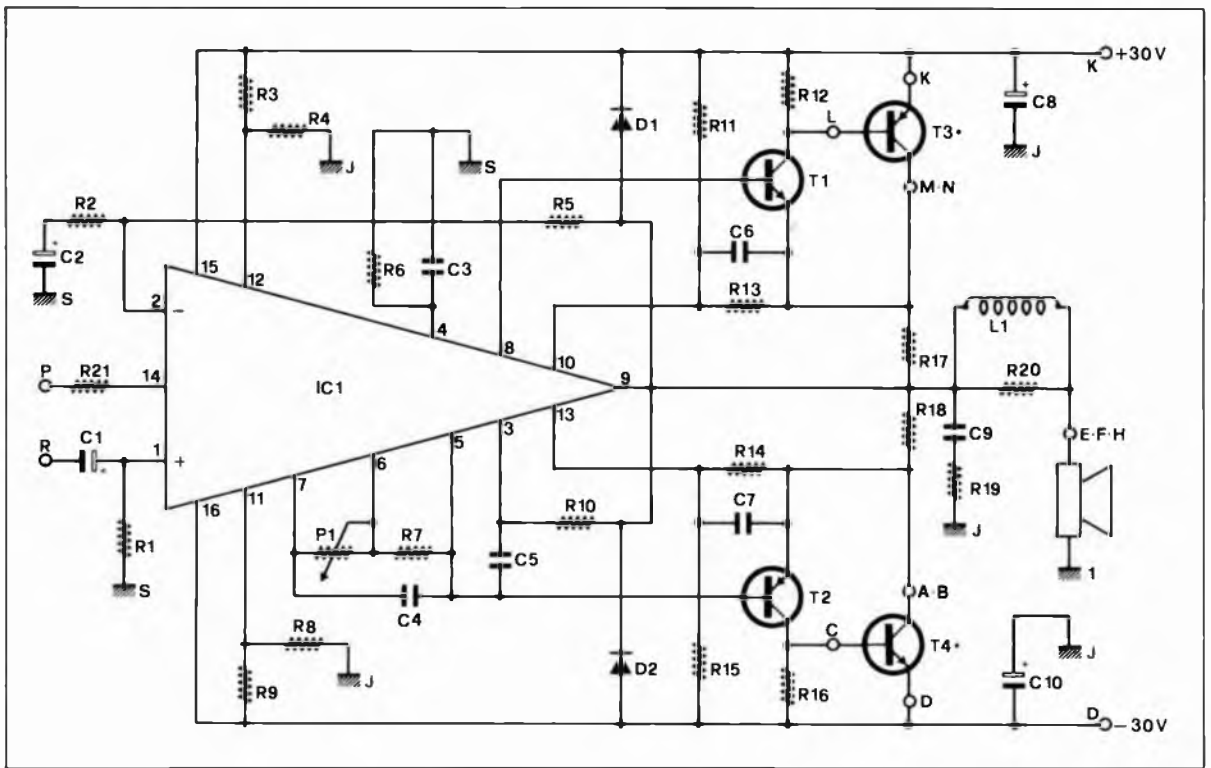 K +30V
R3
R4
J
D1
R11
R12
K
L
T3
C8
J
S
T1
M·N
R2
C2
S
R5
R6
C3
C6
15
12
2
−
4
R13
8
10
L1
R17
P
R21
14
IC1
9
R20
R
C1
1
+
R18
E·F·H
13
3
5
6
7
11
16
R14
C9
C7
R19
J
P1
R7
R10
R1
S
C5
1
C4
T2
A·B
R8
J
C
T4
J
R9
D2
R15
R16
D
C10
D −30V